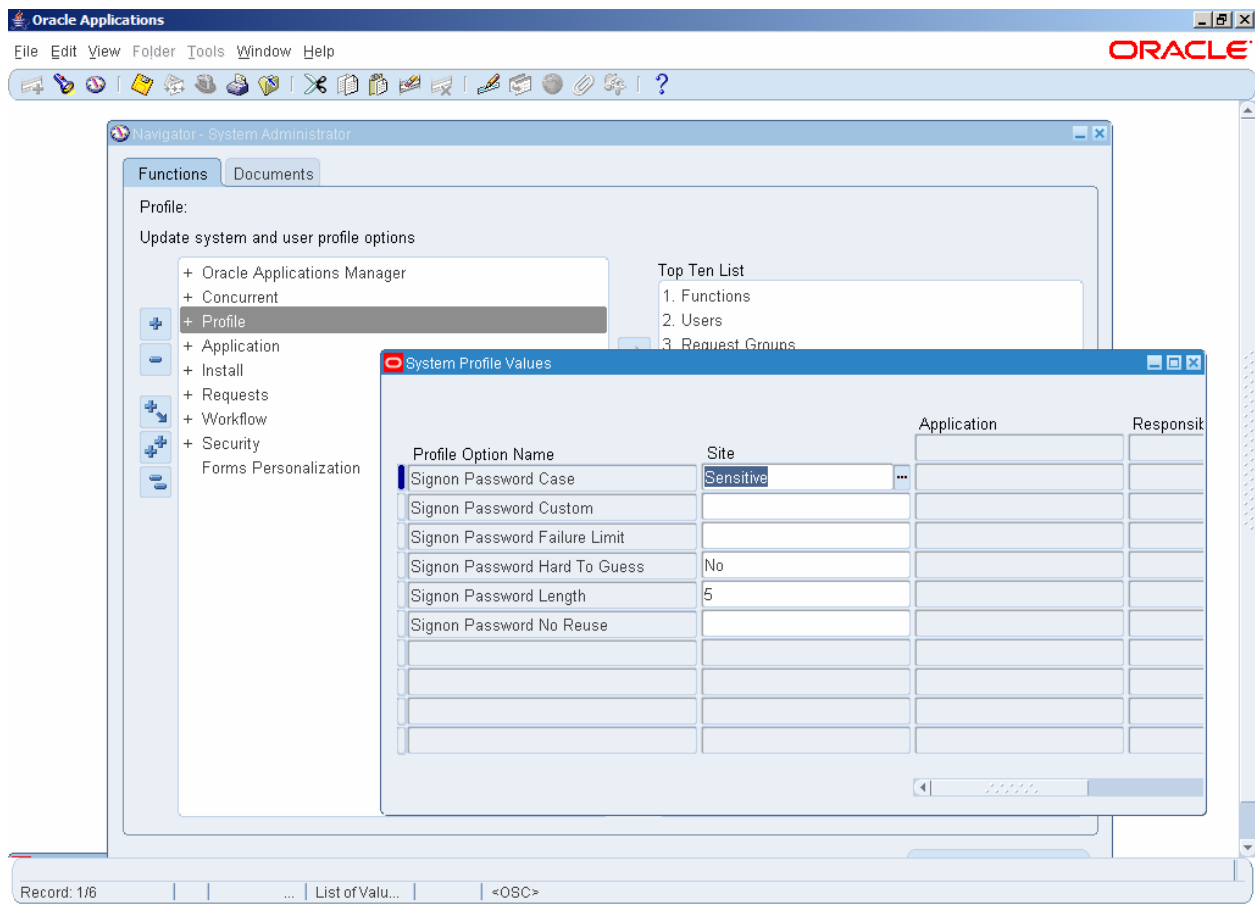 Oracle Applications
File Edit View Folder Tools Window Help
ORACLE
?
Navigator - System Administrator
Functions Documents
Profile:
Update system and user profile options
+ Oracle Applications Manager
+ Concurrent
+ Profile
+ Application
+ Install
+ Requests
+ Workflow
+ Security
Forms Personalization
Top Ten List
1. Functions
2. Users
3. Request Groups
System Profile Values
Application Responsib
Profile Option Name Site
Signon Password Case Sensitive ...
Signon Password Custom
Signon Password Failure Limit
Signon Password Hard To Guess No
Signon Password Length 5
Signon Password No Reuse
Record: 1/6 ... List of Valu... <OSC>